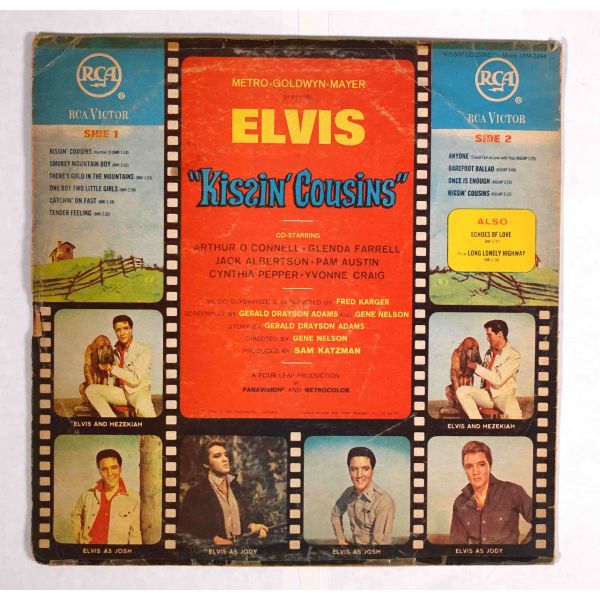 "KISSIN' COUSINS"
RCA
RCA VICTOR
SIDE 1
KISSIN' COUSINS
SMOKEY MOUNTAIN BOY
THERE'S GOLD IN THE MOUNTAINS
ONE BOY TWO LITTLE GIRLS
CATCHIN' ON FAST
TENDER FEELING
METRO-GOLDWYN-MAYER
presents
ELVIS
in
"Kissin' Cousins"
CO-STARRING
ARTHUR O CONNELL · GLENDA FARRELL
JACK ALBERTSON · PAM AUSTIN
CYNTHIA PEPPER · YVONNE CRAIG
MUSIC SUPERVISED & CONDUCTED BY FRED KARGER
SCREENPLAY BY GERALD DRAYSON ADAMS AND GENE NELSON
STORY BY GERALD DRAYSON ADAMS
DIRECTED BY GENE NELSON
PRODUCED BY SAM KATZMAN
A FOUR LEAF PRODUCTION
IN
PANAVISION® AND METROCOLOR
RCA
RCA VICTOR
SIDE 2
ANYONE
BAREFOOT BALLAD
ONCE IS ENOUGH
KISSIN' COUSINS
ALSO
ECHOES OF LOVE
LONG LONELY HIGHWAY
ELVIS AND HEZEKIAH
ELVIS AND HEZEKIAH
ELVIS AS JOSH
ELVIS AS JODY
ELVIS AS JOSH
ELVIS AS JODY